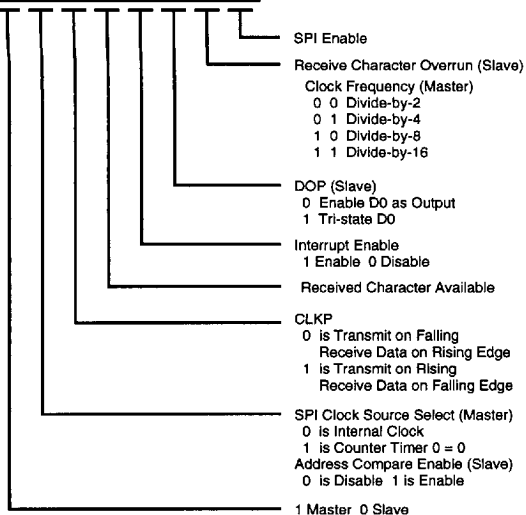 SPI Enable
Receive Character Overrun (Slave)
Clock Frequency (Master)
0 0 Divide-by-2
0 1 Divide-by-4
1 0 Divide-by-8
1 1 Divide-by-16
DOP (Slave)
0 Enable D0 as Output
1 Tri-state D0
Interrupt Enable
1 Enable 0 Disable
Received Character Available
CLKP
0 is Transmit on Falling
Receive Data on Rising Edge
1 is Transmit on Rising
Receive Data on Falling Edge
SPI Clock Source Select (Master)
0 is Internal Clock
1 is Counter Timer 0 = 0
Address Compare Enable (Slave)
0 is Disable 1 is Enable
1 Master 0 Slave